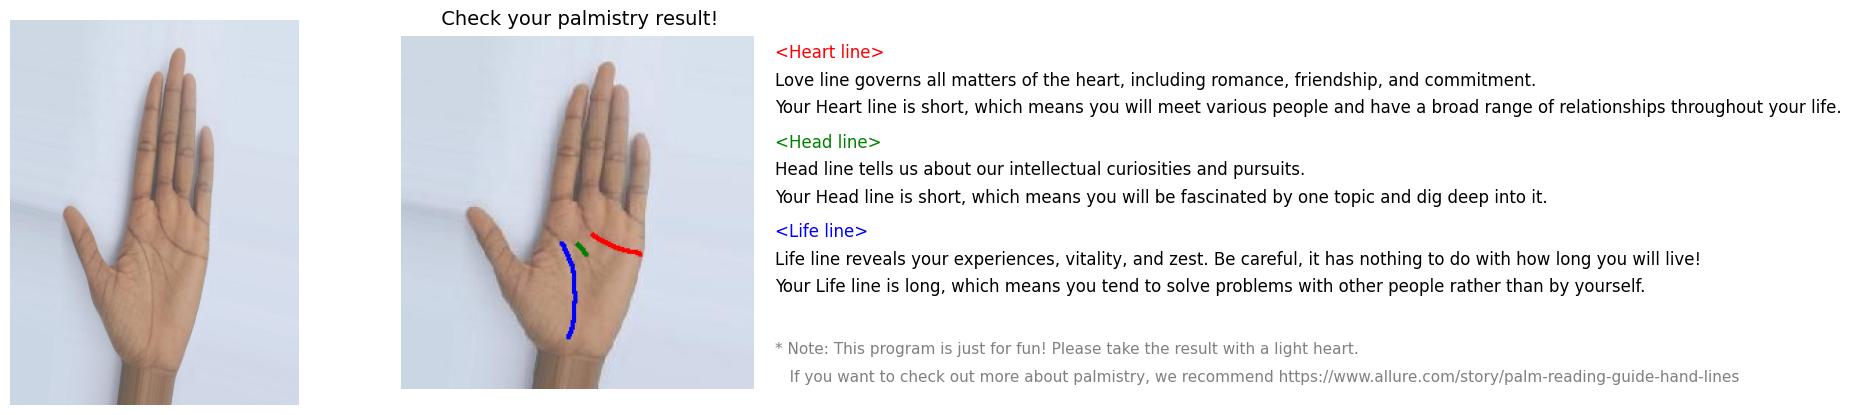 Check your palmistry result!
<Heart line>
Love line governs all matters of the heart, including romance, friendship, and commitment.
Your Heart line is short, which means you will meet various people and have a broad range of relationships throughout your life.
<Head line>
Head line tells us about our intellectual curiosities and pursuits.
Your Head line is short, which means you will be fascinated by one topic and dig deep into it.
<Life line>
Life line reveals your experiences, vitality, and zest. Be careful, it has nothing to do with how long you will live!
Your Life line is long, which means you tend to solve problems with other people rather than by yourself.
* Note: This program is just for fun! Please take the result with a light heart.
If you want to check out more about palmistry, we recommend https://www.allure.com/story/palm-reading-guide-hand-lines